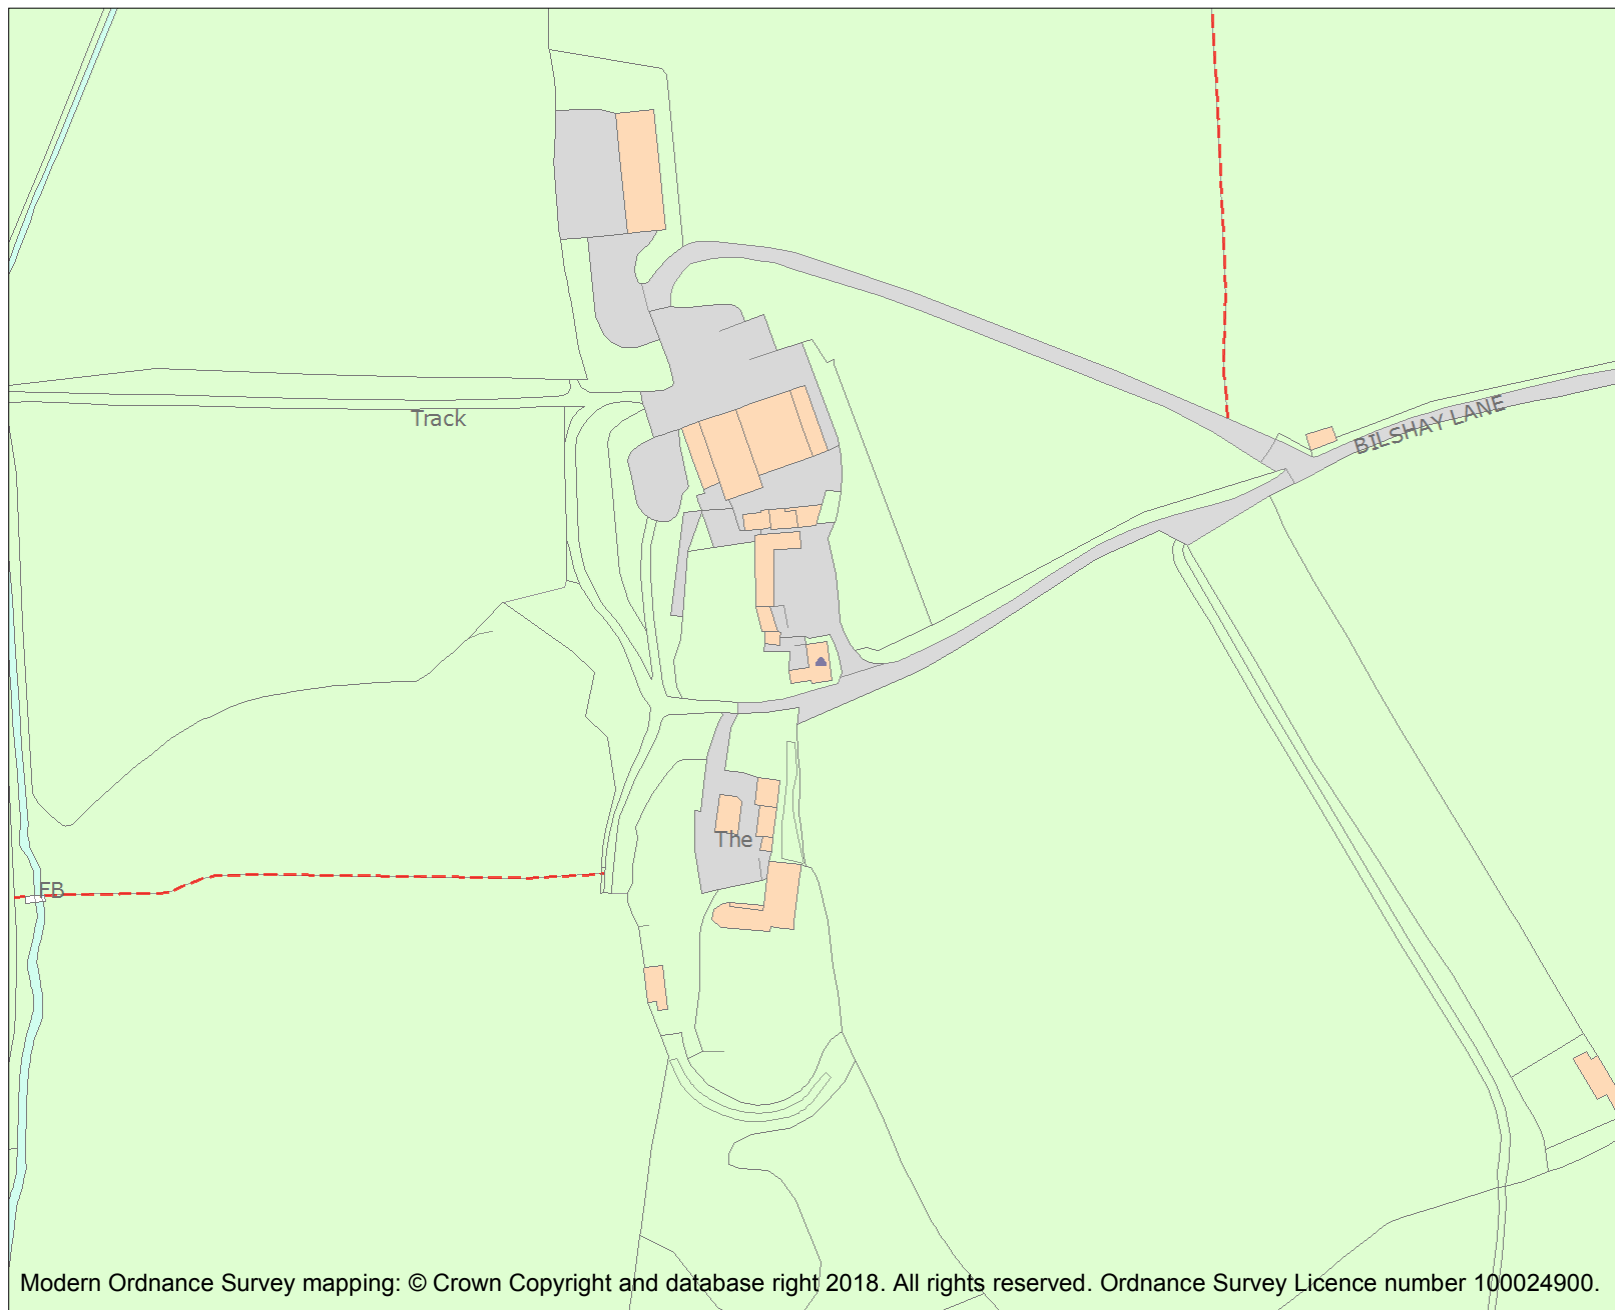 BILSHAY LANE
Track
The
FB
Modern Ordnance Survey mapping: © Crown Copyright and database right 2018. All rights reserved. Ordnance Survey Licence number 100024900.